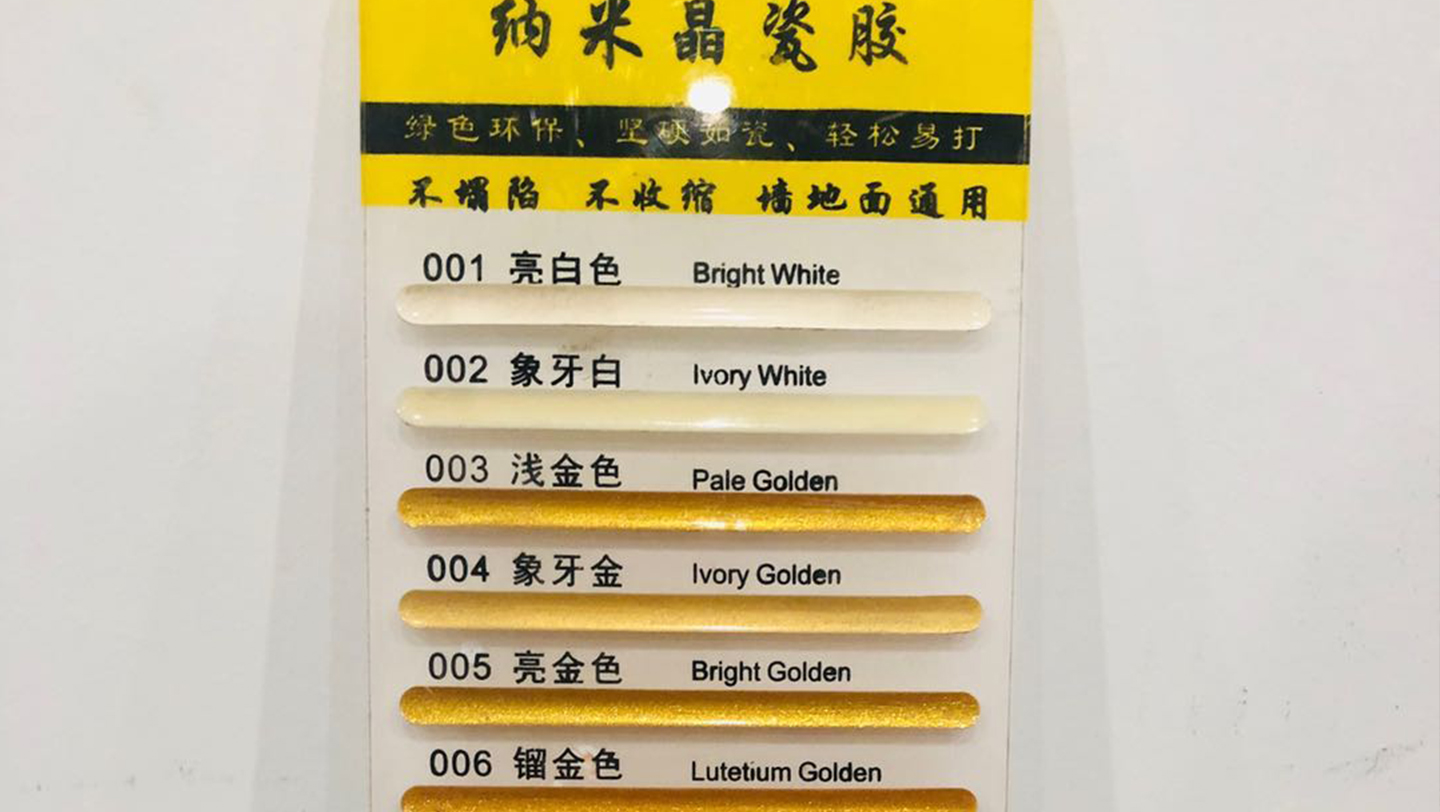 纳米晶瓷胶
绿色环保、坚硬如瓷、轻松易打
不塌陷 不收缩 墙地面通用
001 亮白色 Bright White
002 象牙白 Ivory White
003 浅金色 Pale Golden
004 象牙金 Ivory Golden
005 亮金色 Bright Golden
006 镏金色 Lutetium Golden